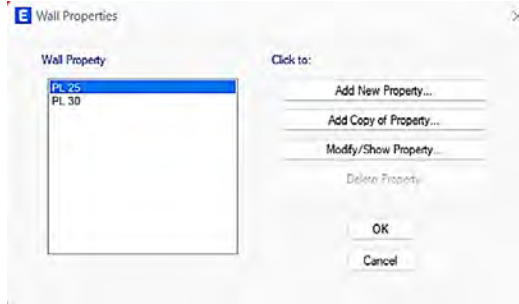 E Wall Properties
Wall Property
Click to:
PL 25
PL 30
Add New Property...
Add Copy of Property...
Modify/Show Property...
Delete Property
OK
Cancel